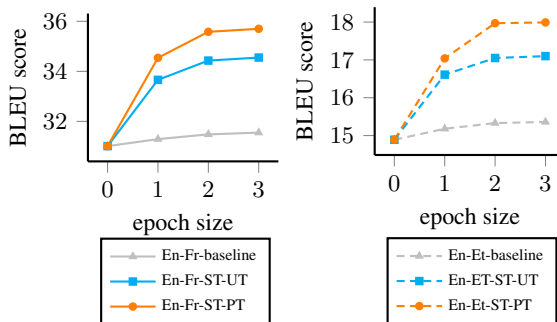 BLEU score
36
34
31
0 1 2 3
epoch size
En-Fr-baseline
En-Fr-ST-UT
En-Fr-ST-PT
BLEU score
18
17
16
15
0 1 2 3
epoch size
En-Et-baseline
En-ET-ST-UT
En-Et-ST-PT